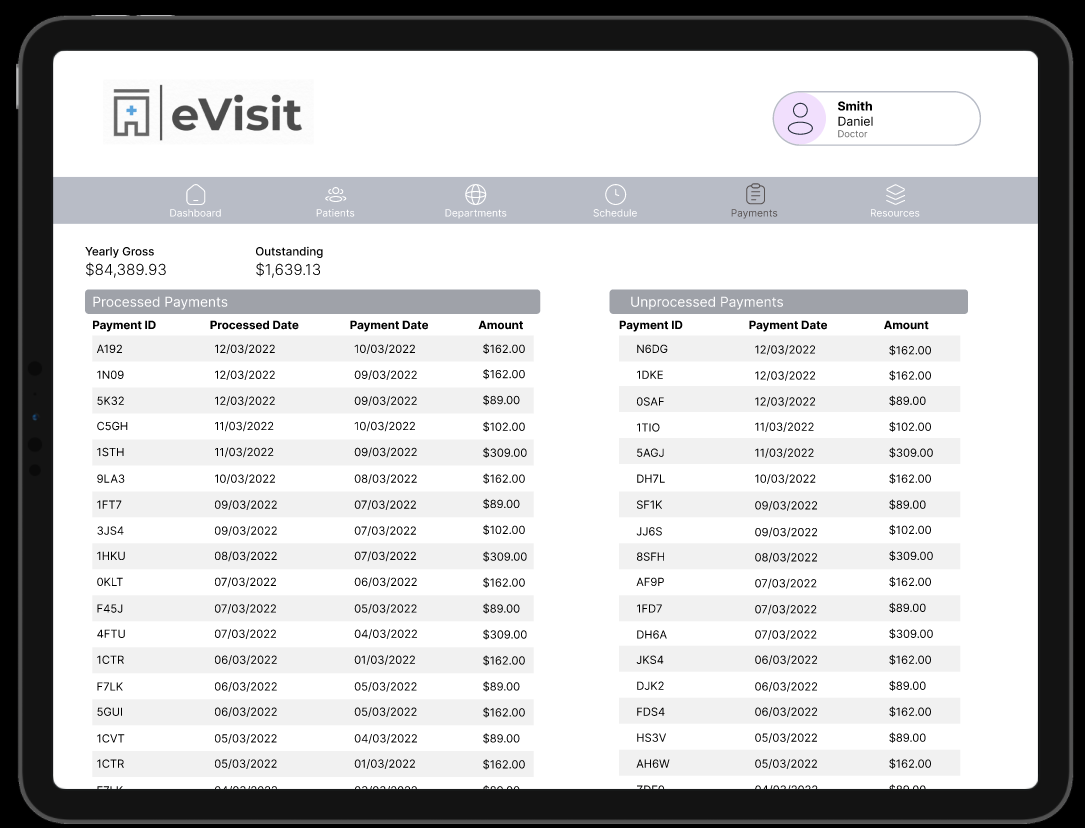 eVisit
Smith
Daniel
Doctor
Dashboard Patients Departments Schedule Payments Resources
Yearly Gross Outstanding
$84,389.93 $1,639.13
Processed Payments
Payment ID Processed Date Payment Date Amount
A192 12/03/2022 10/03/2022 $162.00
1N09 12/03/2022 09/03/2022 $162.00
5K32 12/03/2022 09/03/2022 $89.00
C5GH 11/03/2022 10/03/2022 $102.00
1STH 11/03/2022 09/03/2022 $309.00
9LA3 10/03/2022 08/03/2022 $162.00
1FT7 09/03/2022 07/03/2022 $89.00
3JS4 09/03/2022 07/03/2022 $102.00
1HKU 08/03/2022 07/03/2022 $309.00
0KLT 07/03/2022 06/03/2022 $162.00
F45J 07/03/2022 05/03/2022 $89.00
4FTU 07/03/2022 04/03/2022 $309.00
1CTR 06/03/2022 01/03/2022 $162.00
F7LK 06/03/2022 05/03/2022 $89.00
5GUI 06/03/2022 05/03/2022 $162.00
1CVT 05/03/2022 04/03/2022 $89.00
1CTR 05/03/2022 01/03/2022 $162.00
Unprocessed Payments
Payment ID Payment Date Amount
N6DG 12/03/2022 $162.00
1DKE 12/03/2022 $162.00
0SAF 12/03/2022 $89.00
1TIO 11/03/2022 $102.00
5AGJ 11/03/2022 $309.00
DH7L 10/03/2022 $162.00
SF1K 09/03/2022 $89.00
JJ6S 09/03/2022 $102.00
8SFH 08/03/2022 $309.00
AF9P 07/03/2022 $162.00
1FD7 07/03/2022 $89.00
DH6A 07/03/2022 $309.00
JKS4 06/03/2022 $162.00
DJK2 06/03/2022 $89.00
FDS4 06/03/2022 $162.00
HS3V 05/03/2022 $89.00
AH6W 05/03/2022 $162.00